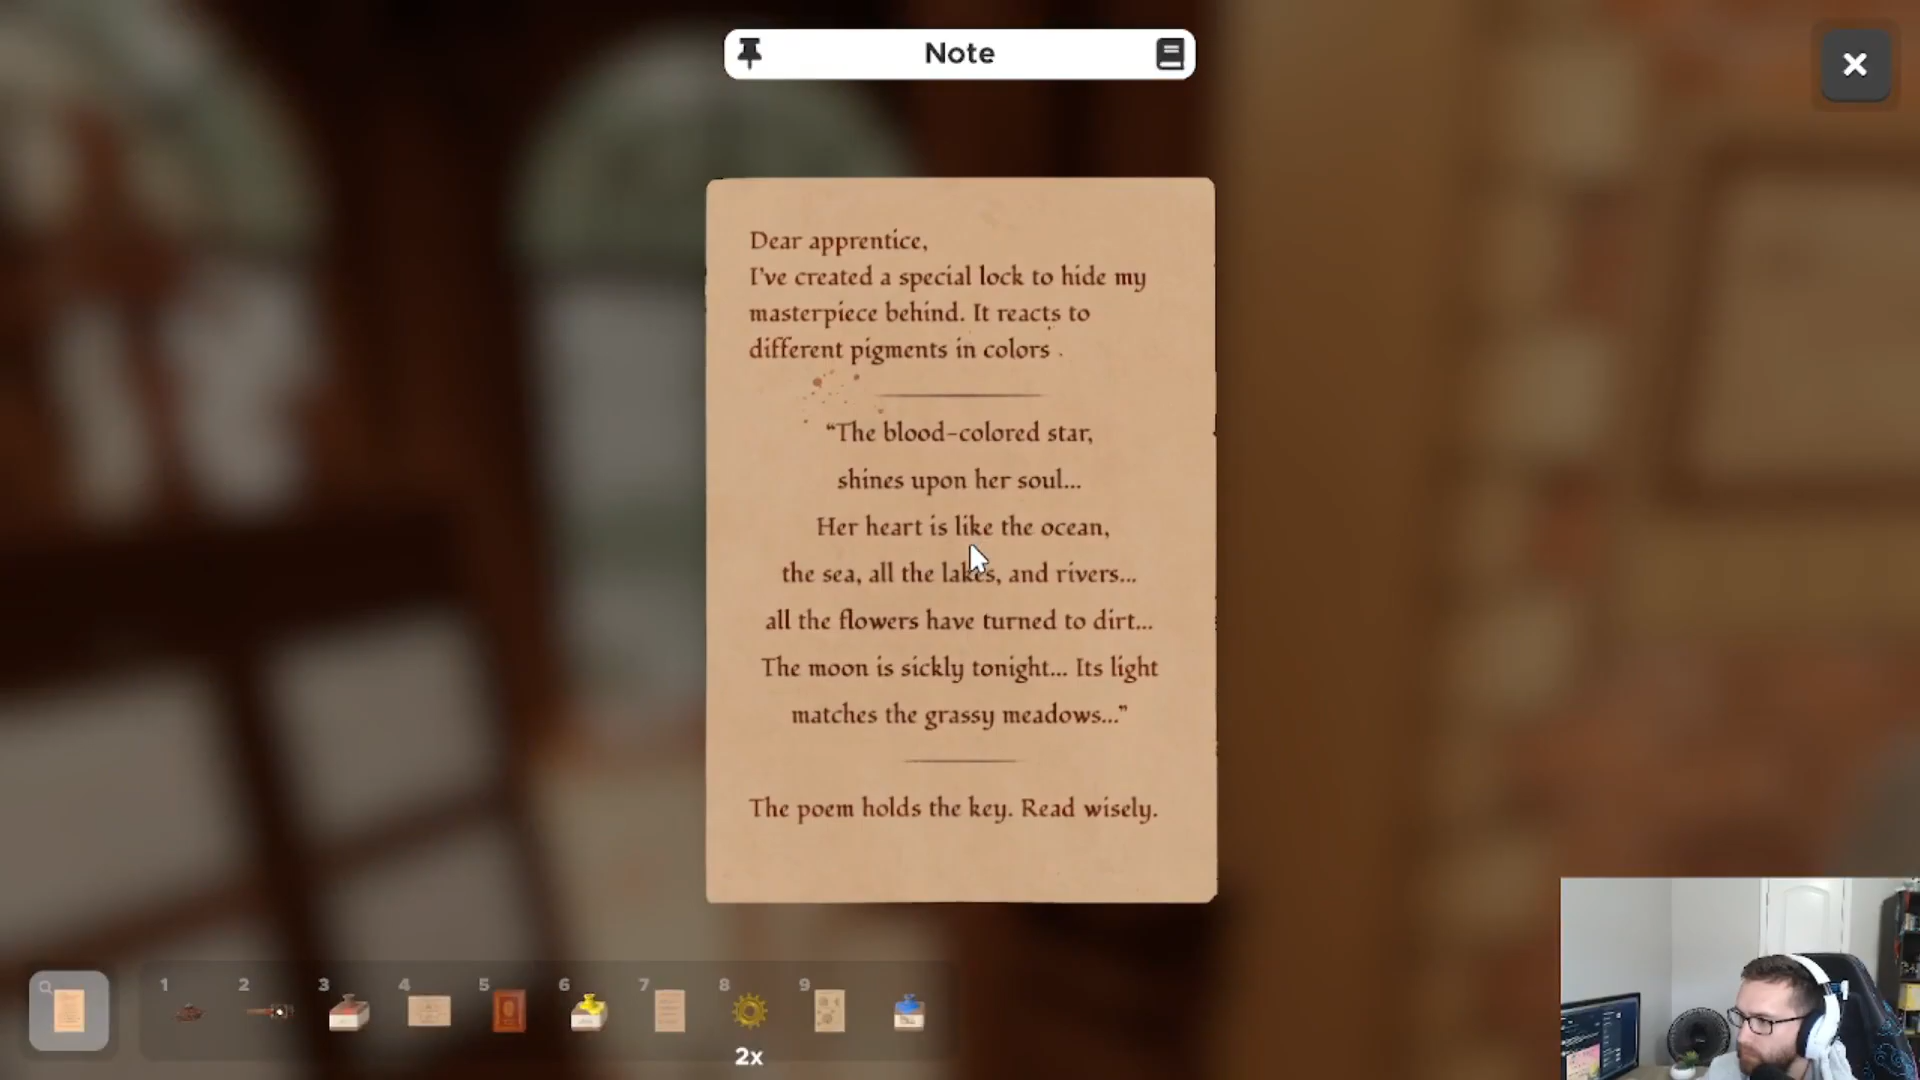 Note
Dear apprentice,
I've created a special lock to hide my
masterpiece behind. It reacts to
different pigments in colors .
“The blood-colored star,
shines upon her soul...
Her heart is like the ocean,
the sea, all the lakes, and rivers...
all the flowers have turned to dirt...
The moon is sickly tonight... Its light
matches the grassy meadows...”
The poem holds the key. Read wisely.
1 2 3 4 5 6 7 8 9
2x